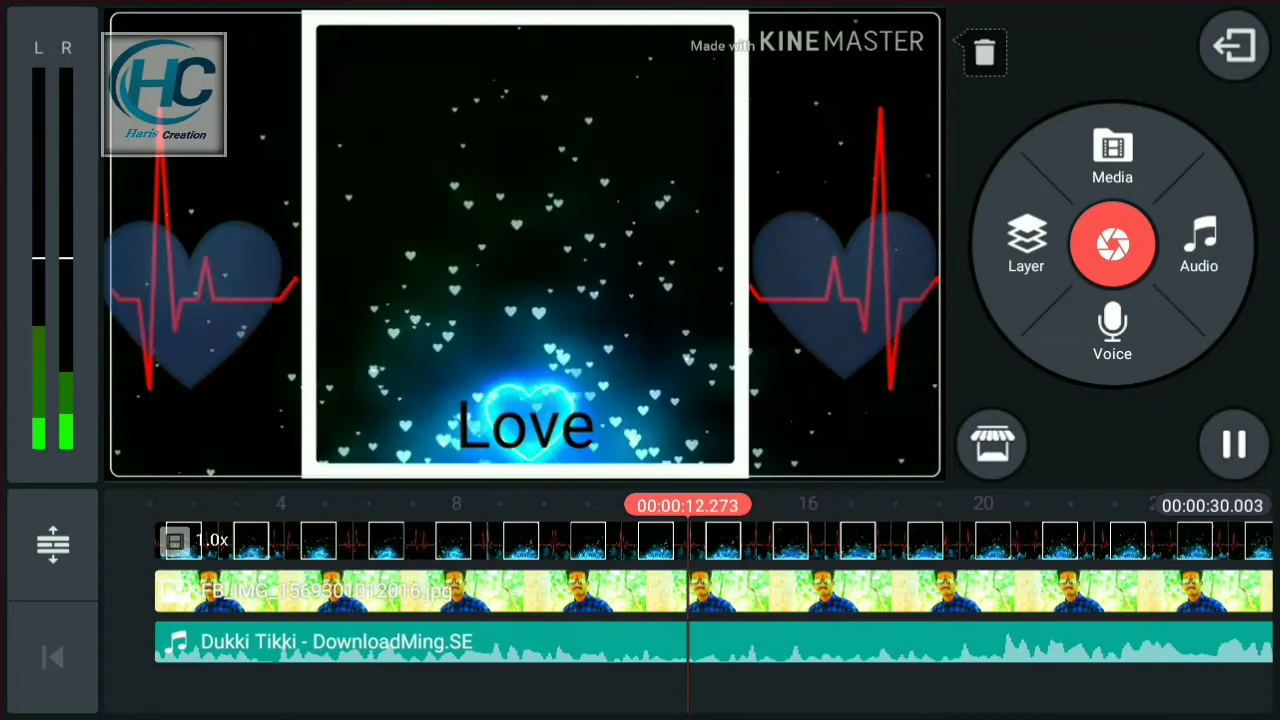 L R
HC
Haris Creation
Made with KINEMASTER
Love
Media
Layer
Audio
Voice
4
8
00:00:12.273
16
20
00:00:30.003
1.0x
FB_IMG_1569301012016.jpg
Dukki Tikki - DownloadMing.SE